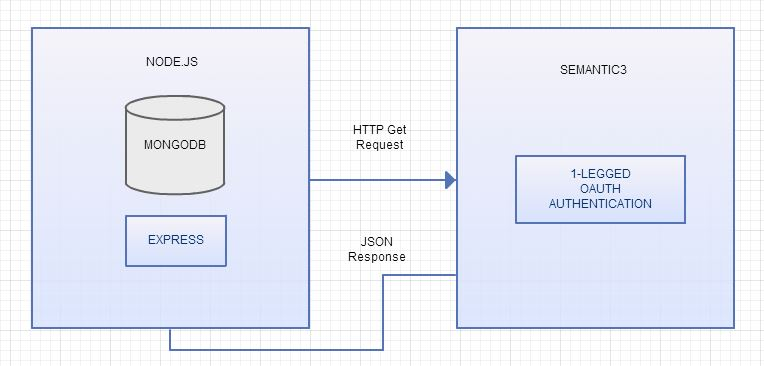 NODE.JS
MONGODB
EXPRESS
HTTP Get
Request
JSON
Response
SEMANTIC3
1-LEGGED
OAUTH
AUTHENTICATION